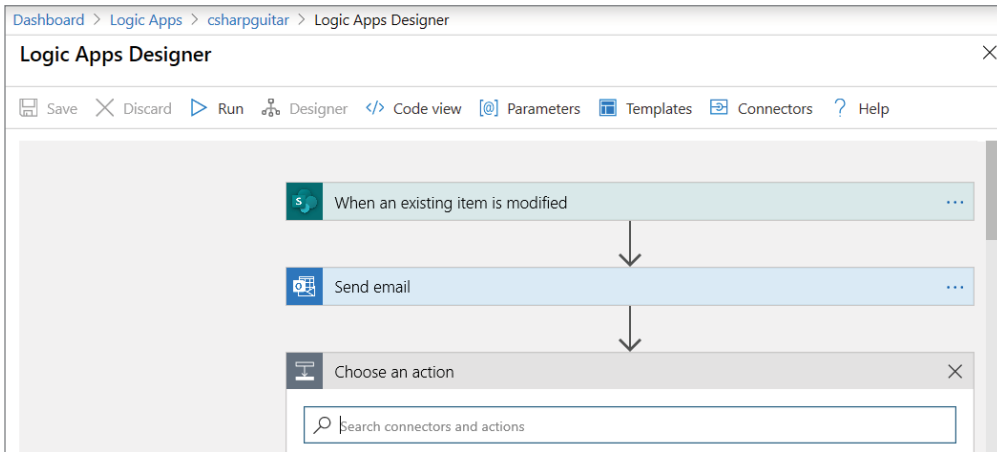 Dashboard > Logic Apps > csharpguitar > Logic Apps Designer
Logic Apps Designer
Save Discard Run Designer </> Code view [@] Parameters Templates Connectors ? Help
S When an existing item is modified ...
Send email ...
Choose an action
Search connectors and actions